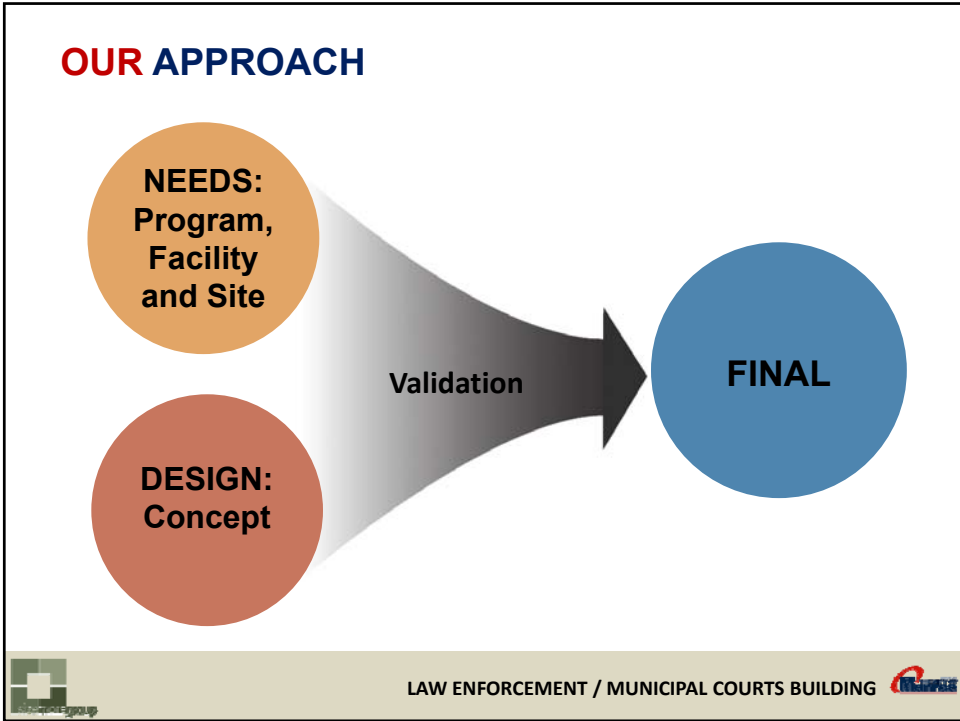 OUR APPROACH
NEEDS:
Program,
Facility
and Site
Validation
FINAL
DESIGN:
Concept
LAW ENFORCEMENT / MUNICIPAL COURTS BUILDING